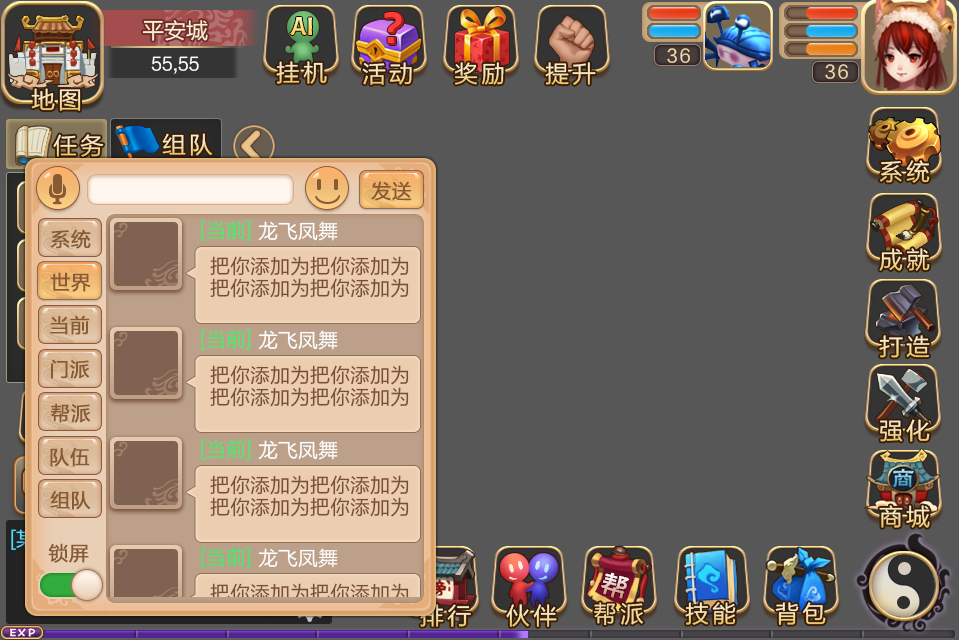 地图
平安城
55,55
AI
挂机
?
活动
奖励
提升
36
36
任务
组队
发送
系统
世界
当前
门派
帮派
队伍
组队
锁屏
[当前] 龙飞凤舞
把你添加为把你添加为
把你添加为把你添加为
[当前] 龙飞凤舞
把你添加为把你添加为
把你添加为把你添加为
[当前] 龙飞凤舞
把你添加为把你添加为
把你添加为把你添加为
[当前] 龙飞凤舞
把你添加为把你添加为
系统
成就
打造
强化
商
商城
排行
伙伴
帮
帮派
技能
背包
EXP